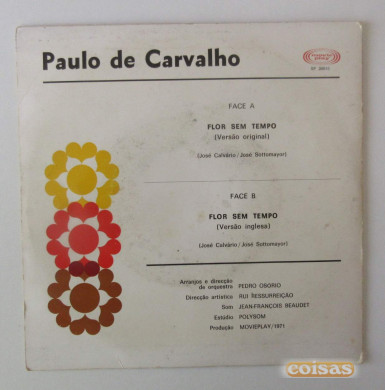 Paulo de Carvalho
FACE A
FLOR SEM TEMPO
(Versão original)
(José Calvário / José Sottomayor)
FACE B
FLOR SEM TEMPO
(Versão inglesa)
(José Calvário / José Sottomayor)
Arranjos e direcção de orquestra PEDRO OSÓRIO
Direcção artística RUI RESSURREIÇÃO
Som JEAN-FRANÇOIS BEAUDET
Estúdio POLYSOM
Produção MOVIEPLAY/1971
coisas